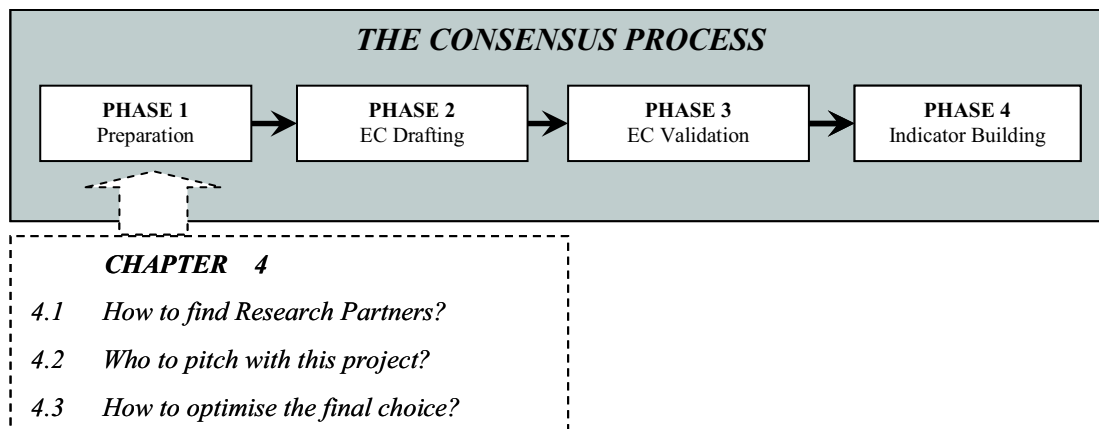 THE CONSENSUS PROCESS
PHASE 1
Preparation
PHASE 2
EC Drafting
PHASE 3
EC Validation
PHASE 4
Indicator Building
CHAPTER 4
4.1 How to find Research Partners?
4.2 Who to pitch with this project?
4.3 How to optimise the final choice?